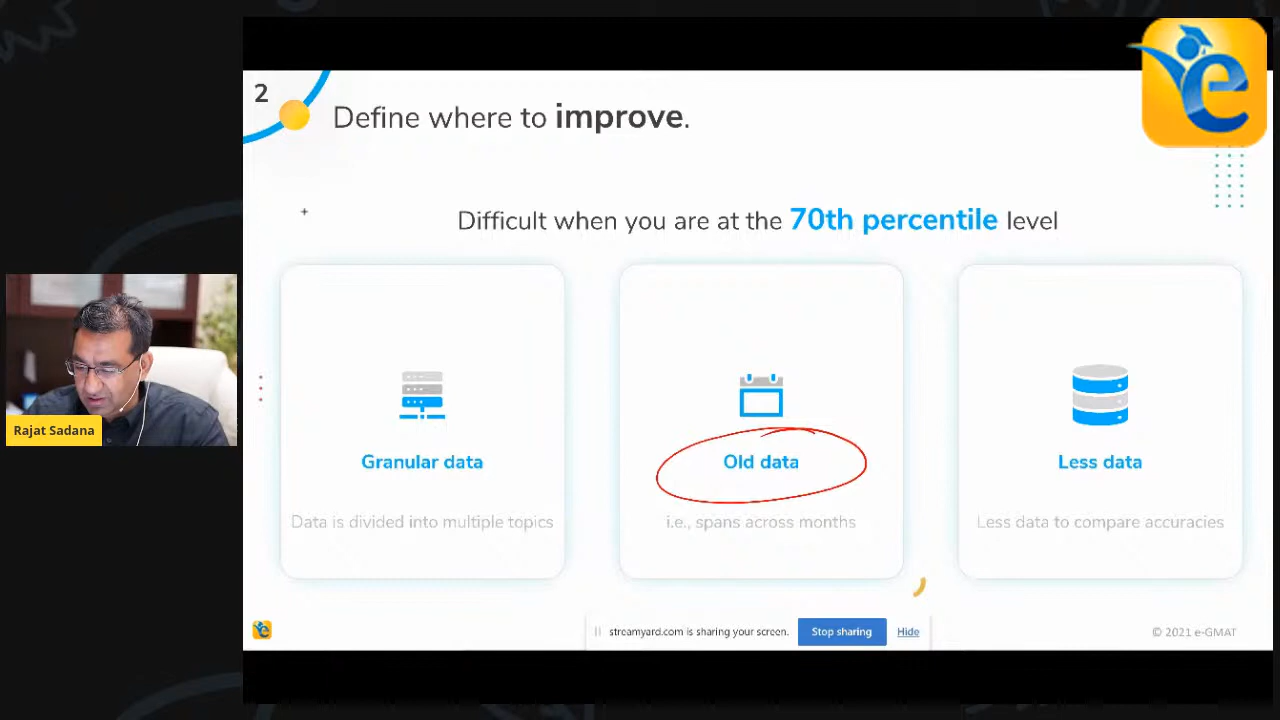 2
Define where to improve.
Difficult when you are at the 70th percentile level
Granular data
Data is divided into multiple topics
Old data
i.e., spans across months
Less data
Less data to compare accuracies
Rajat Sadana
streamyard.com is sharing your screen.
Stop sharing
Hide
© 2021 e-GMAT